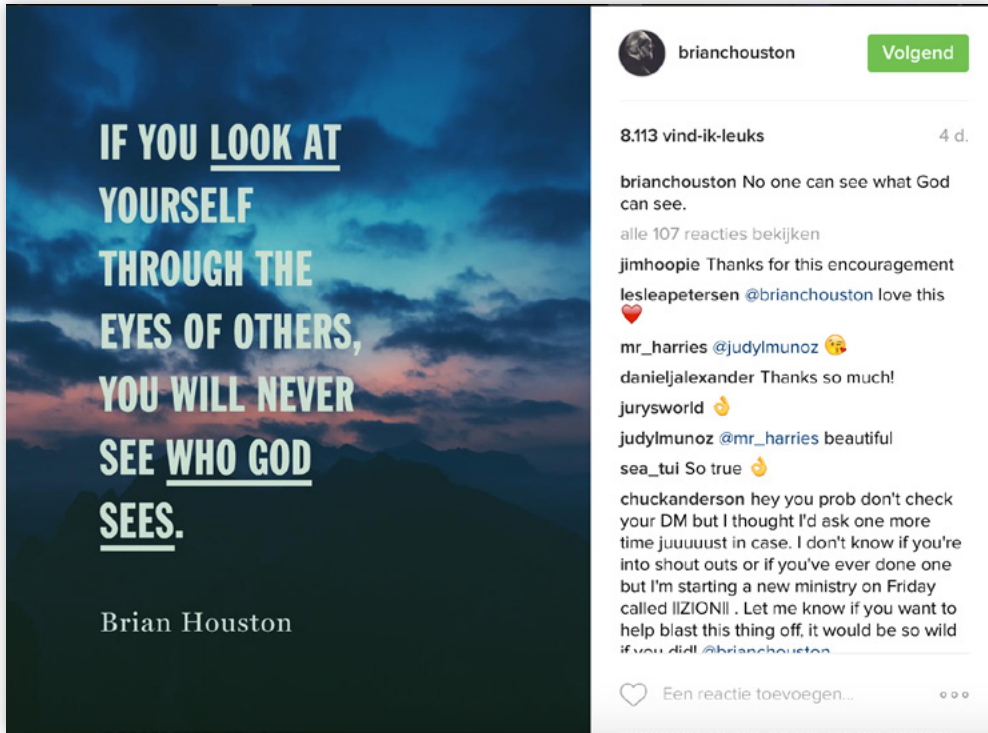 IF YOU LOOK AT
YOURSELF
THROUGH THE
EYES OF OTHERS,
YOU WILL NEVER
SEE WHO GOD
SEES.
Brian Houston
brianchouston
Volgend
8.113 vind-ik-leuks
4 d.
brianchouston No one can see what God
can see.
alle 107 reacties bekijken
jimhoopie Thanks for this encouragement
lesleapetersen @brianchouston love this
❤️
mr_harries @judylmunoz 😘
danieljalexander Thanks so much!
jurysworld 👌
judylmunoz @mr_harries beautiful
sea_tui So true 👌
chuckanderson hey you prob don't check
your DM but I thought I'd ask one more
time juuuuust in case. I don't know if you're
into shout outs or if you've ever done one
but I'm starting a new ministry on Friday
called IIZIONII . Let me know if you want to
help blast this thing off, it would be so wild
if you did! @brianchouston
Een reactie toevoegen...